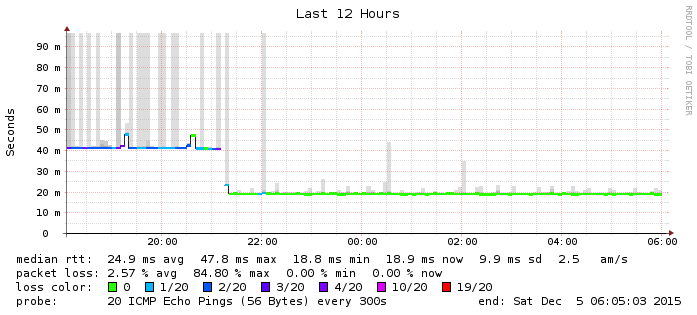 Last 12 Hours
RRDTOOL / TOBI OETIKER
Seconds
90 m
80 m
70 m
60 m
50 m
40 m
30 m
20 m
10 m
0
20:00 22:00 00:00 02:00 04:00 06:00
median rtt: 24.9 ms avg 47.8 ms max 18.8 ms min 18.9 ms now 9.9 ms sd 2.5 am/s
packet loss: 2.57 % avg 84.80 % max 0.00 % min 0.00 % now
loss color: 0 1/20 2/20 3/20 4/20 10/20 19/20
probe: 20 ICMP Echo Pings (56 Bytes) every 300s end: Sat Dec 5 06:05:03 2015